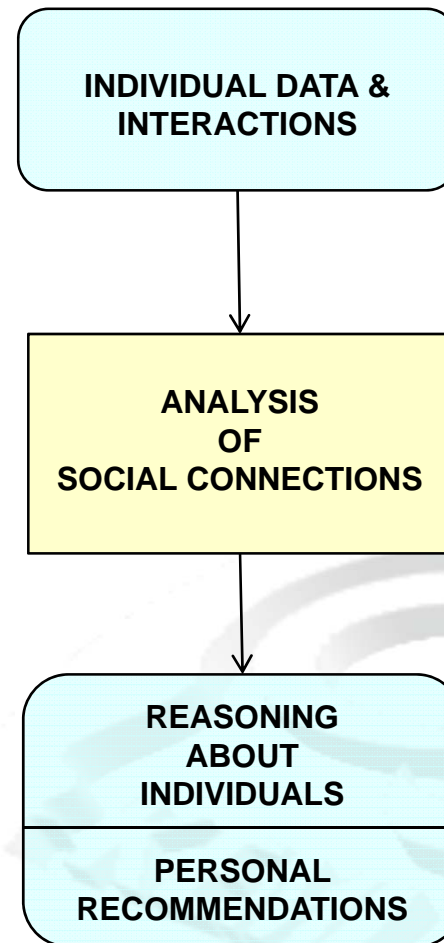 INDIVIDUAL DATA &
INTERACTIONS
ANALYSIS
OF
SOCIAL CONNECTIONS
REASONING
ABOUT
INDIVIDUALS
PERSONAL
RECOMMENDATIONS